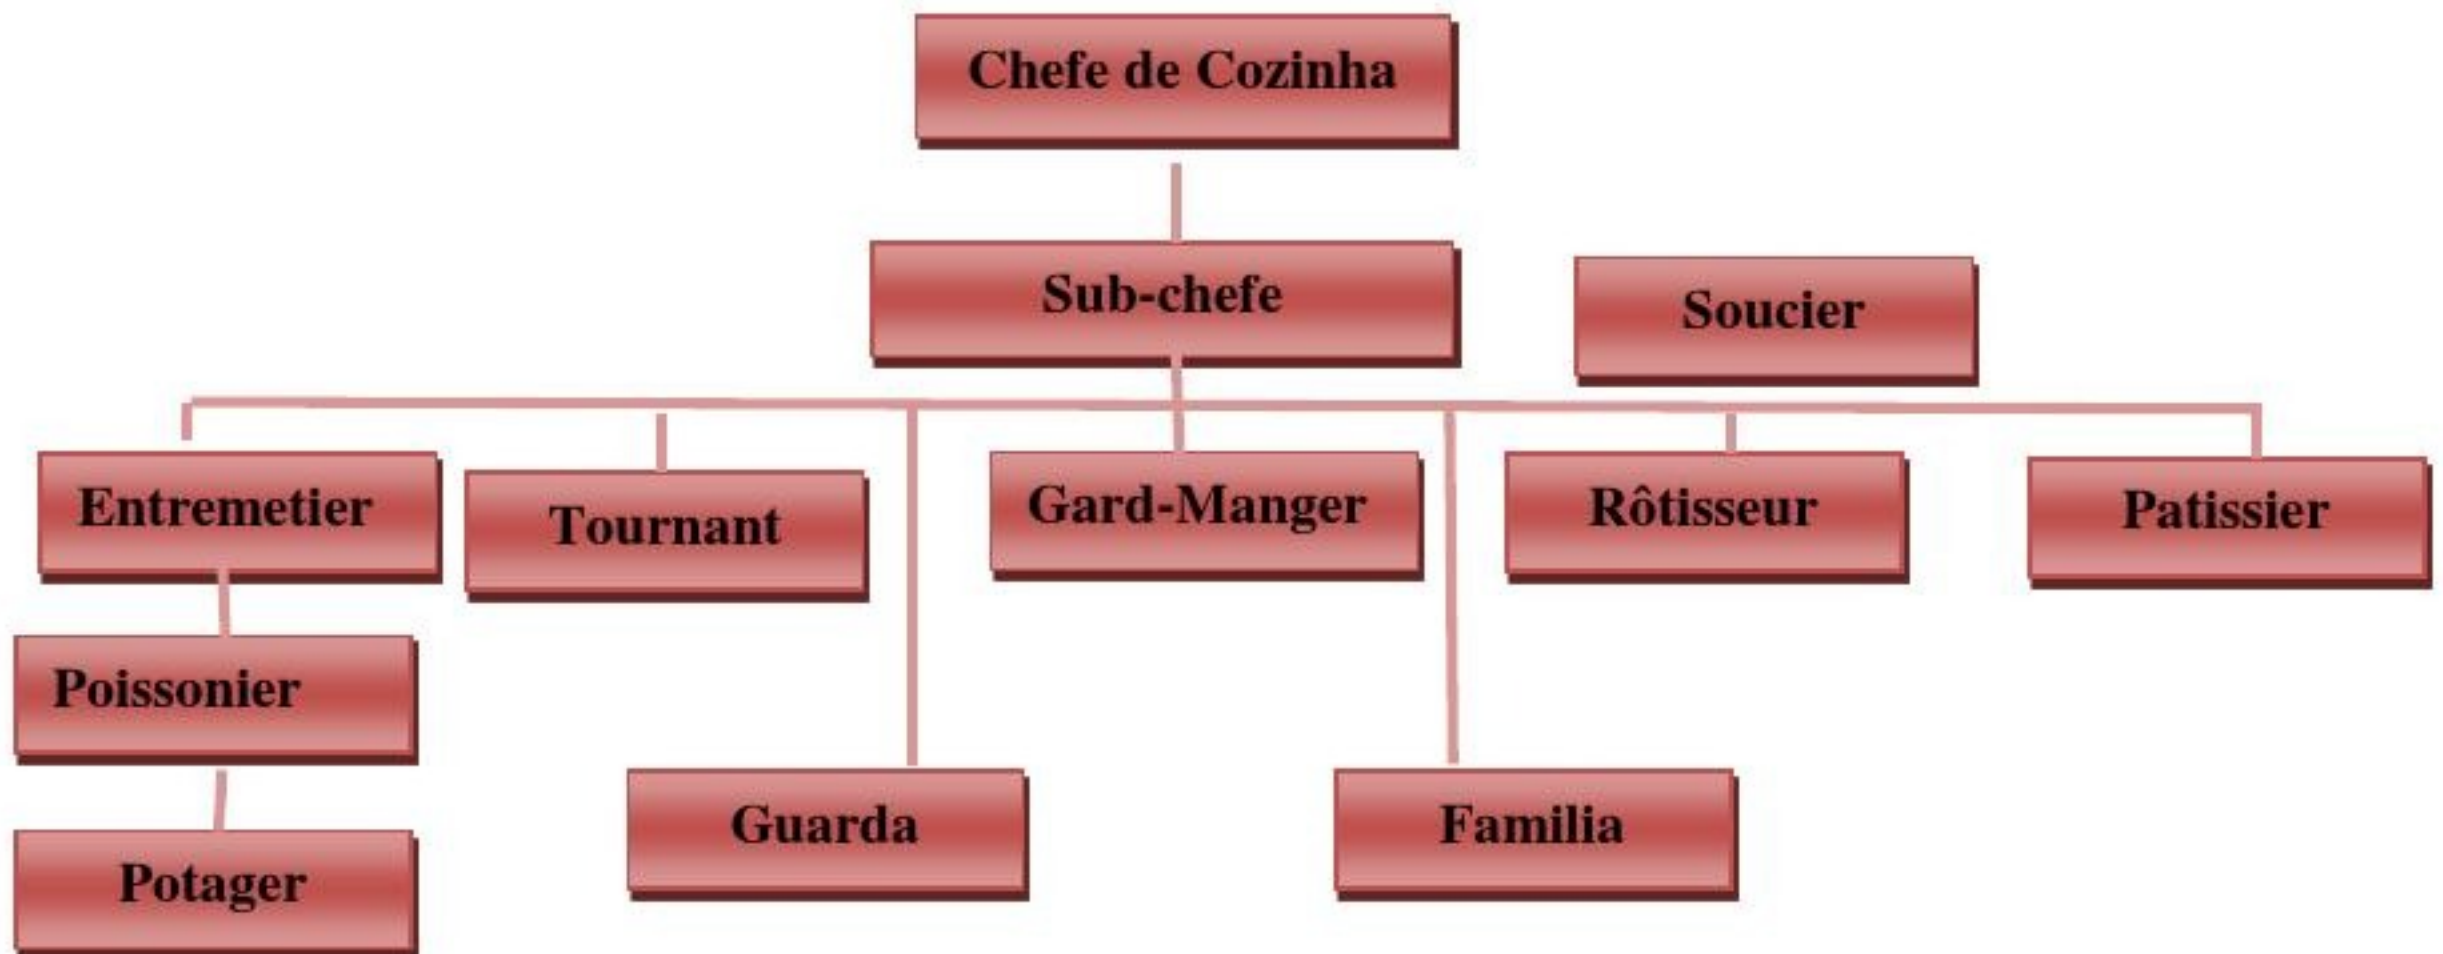 Chefe de Cozinha
Sub-chefe
Soucier
Entremetier
Tournant
Gard-Manger
Rôtisseur
Patissier
Poissonier
Guarda
Familia
Potager